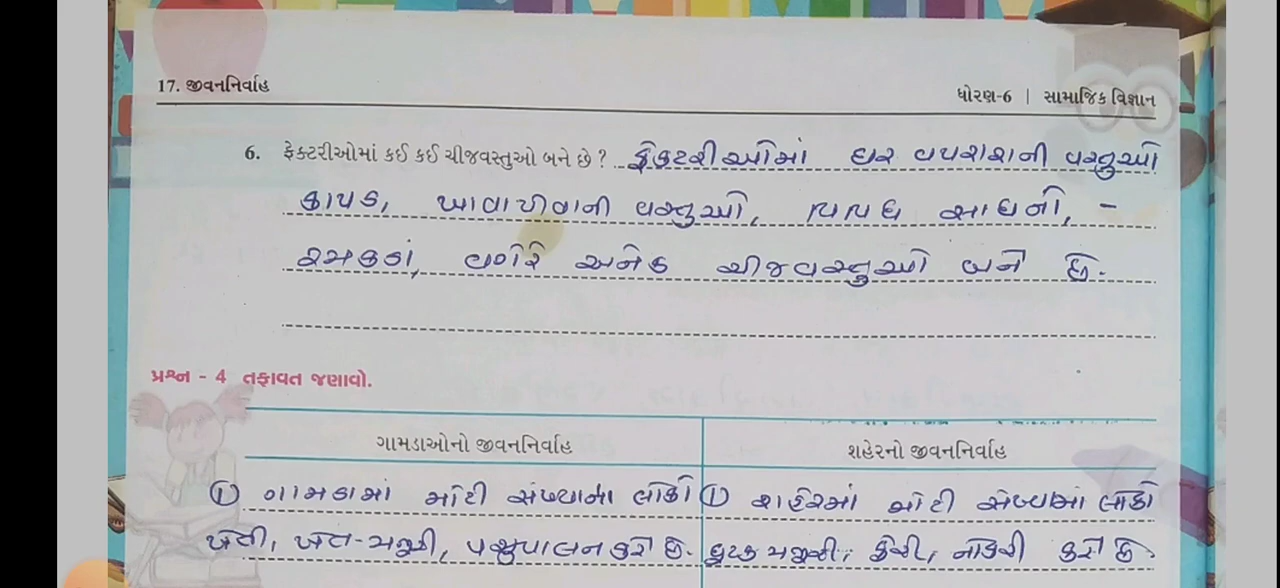 17. જીવનનિર્વાહ
ધોરણ-6 | સામાજિક વિજ્ઞાન
6. ફેક્ટરીઓમાં કઈ કઈ ચીજવસ્તુઓ બને છે? ફેક્ટરીઓમાં ઘર વપરાશની વસ્તુઓ
કાપડ, ખાવાપીવાની વસ્તુઓ, સાધનો, -
રમકડાં, વગેરે અનેક ચીજવસ્તુઓ બને છે.
પ્રશ્ન - 4 તફાવત જણાવો.
ગામડાઓનો જીવનનિર્વાહ
શહેરનો જીવનનિર્વાહ
① ગામડામાં મોટી સંખ્યાના લોકો
ખેતી, ખેત-મજૂરી, પશુપાલન કરે છે.
① શહેરમાં મોટી સંખ્યામાં લોકો
છુટક મજૂરી, ફેરી, નોકરી કરે છે.